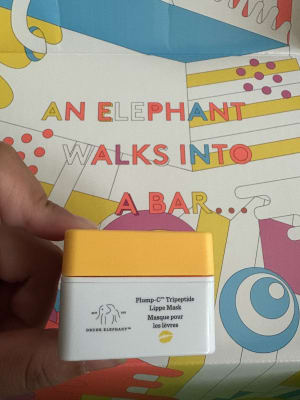 AN ELEPHANT
WALKS INTO
A BAR...
Plump-C™ Tripeptide
Lippe Mask
Masque pour
les lèvres
DRUNK ELEPHANT™